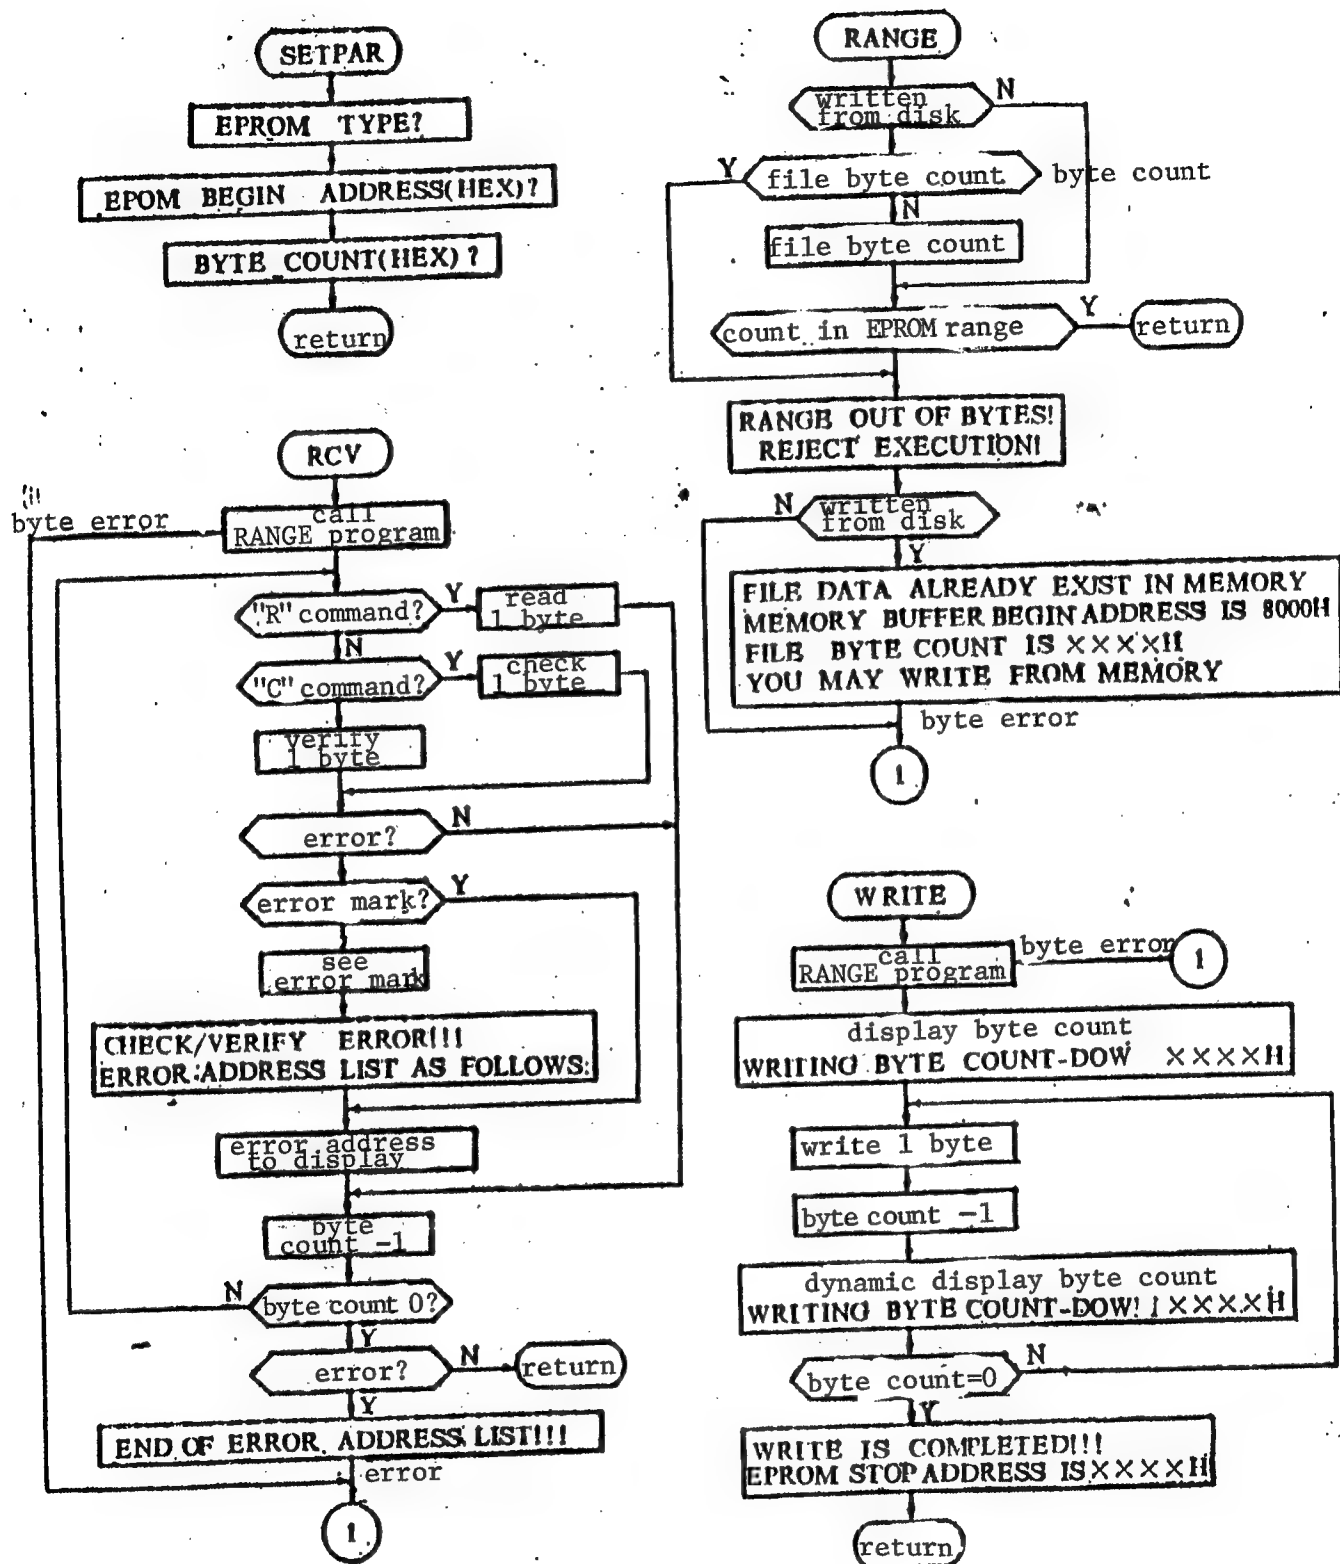 SETPAR
EPROM TYPE?
EPOM BEGIN ADDRESS(HEX)?
BYTE COUNT(HEX)?
return
RCV
byte error
call
RANGE program
"R" command?
Y
read
1 byte
N
"C" command?
Y
check
1 byte
verify
1 byte
error?
N
error mark?
Y
see
error mark
CHECK/VERIFY ERROR!!!
ERROR ADDRESS LIST AS FOLLOWS:
error address
to display
byte
count -1
N
byte count 0?
Y
error?
N
return
Y
END OF ERROR ADDRESS LIST!!!
error
1
RANGE
written
from disk
N
Y
file byte count
byte count
N
file byte count
count in EPROM range
Y
return
RANGE OUT OF BYTES!
REJECT EXECUTION!
N
written
from disk
Y
FILE DATA ALREADY EXIST IN MEMORY
MEMORY BUFFER BEGIN ADDRESS IS 8000H
FILE BYTE COUNT IS XXXXH
YOU MAY WRITE FROM MEMORY
byte error
1
WRITE
call
RANGE program
byte error
1
display byte count
WRITING BYTE COUNT-DOW XXXXH
write 1 byte
byte count -1
dynamic display byte count
WRITING BYTE COUNT-DOW! XXXXH
byte count=0
N
Y
WRITE IS COMPLETED!!!
EPROM STOP ADDRESS IS XXXXH
return